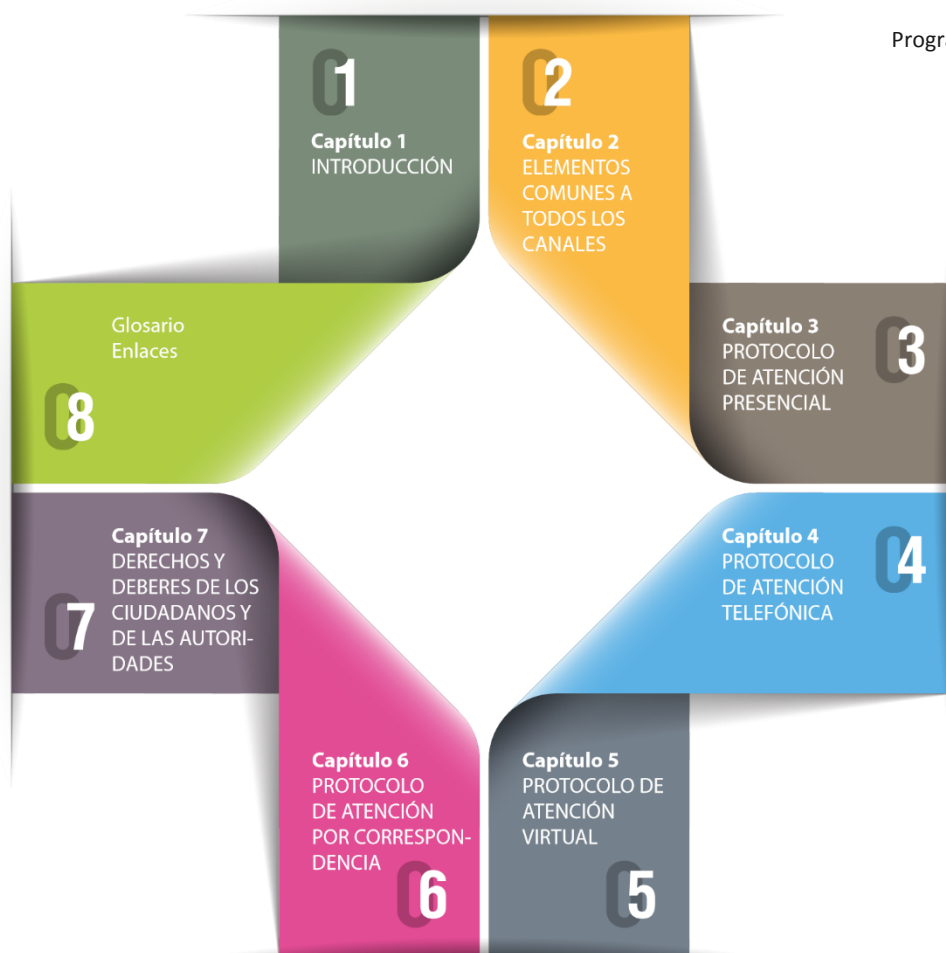 01
Capítulo 1
INTRODUCCIÓN
02
Capítulo 2
ELEMENTOS
COMUNES A
TODOS LOS
CANALES
Capítulo 3
PROTOCOLO
DE ATENCIÓN
PRESENCIAL
03
Capítulo 4
PROTOCOLO
DE ATENCIÓN
TELEFÓNICA
04
Capítulo 5
PROTOCOLO DE
ATENCIÓN
VIRTUAL
05
Capítulo 6
PROTOCOLO
DE ATENCIÓN
POR CORRESPON-
DENCIA
06
Capítulo 7
DERECHOS Y
DEBERES DE LOS
CIUDADANOS Y
DE LAS AUTORI-
DADES
07
Glosario
Enlaces
08